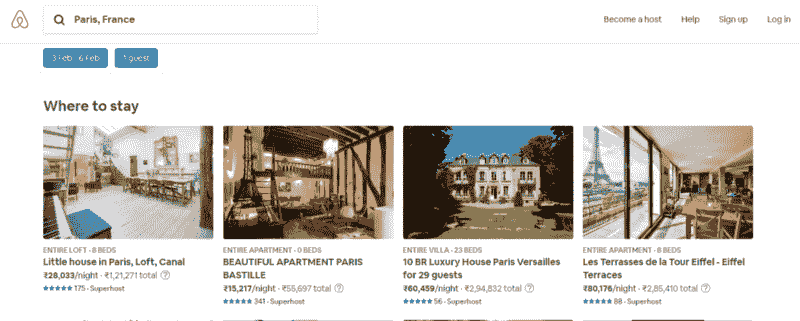 Paris, France
Become a host Help Sign up Log in
3 Feb - 6 Feb 1 guest
Where to stay
ENTIRE LOFT · 8 BEDS
Little house in Paris, Loft, Canal
₹28,033/night · ₹1,21,271 total ?
175 · Superhost
ENTIRE APARTMENT · 0 BEDS
BEAUTIFUL APARTMENT PARIS
BASTILLE
₹15,217/night · ₹55,697 total ?
341 · Superhost
ENTIRE VILLA · 23 BEDS
10 BR Luxury House Paris Versailles
for 29 guests
₹60,459/night · ₹2,94,832 total ?
56 · Superhost
ENTIRE APARTMENT · 8 BEDS
Les Terrasses de la Tour Eiffel - Eiffel
Terraces
₹80,176/night · ₹2,85,410 total ?
88 · Superhost